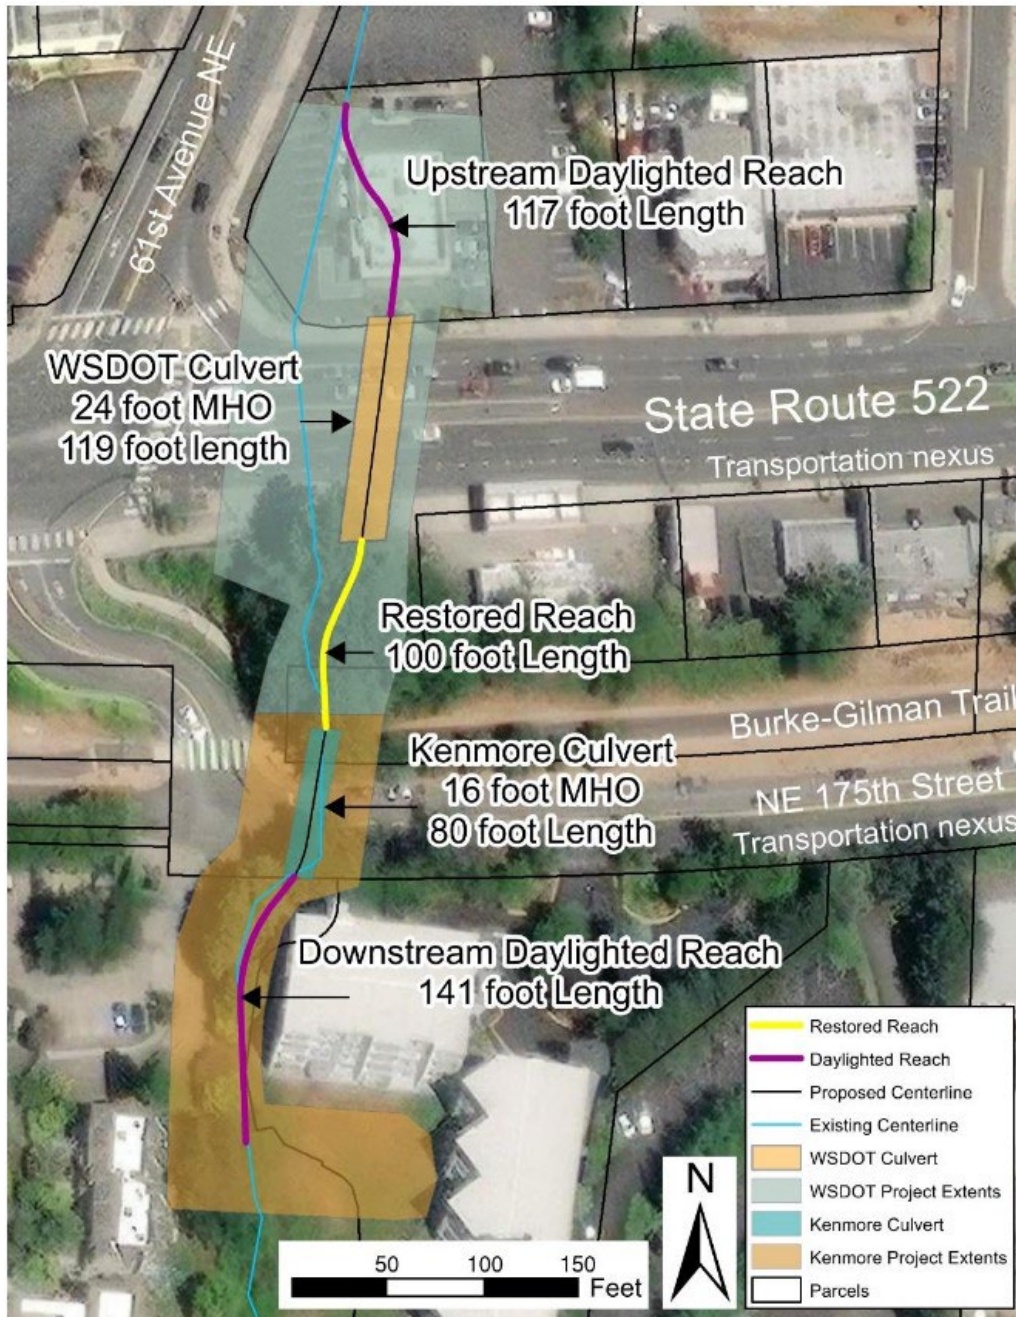 61st Avenue NE
Upstream Daylighted Reach
117 foot Length
WSDOT Culvert
24 foot MHO
119 foot length
State Route 522
Transportation nexus
Restored Reach
100 foot Length
Burke-Gilman Trail
Kenmore Culvert
16 foot MHO
80 foot Length
NE 175th Street
Transportation nexus
Downstream Daylighted Reach
141 foot Length
Restored Reach
Daylighted Reach
Proposed Centerline
Existing Centerline
WSDOT Culvert
WSDOT Project Extents
Kenmore Culvert
Kenmore Project Extents
Parcels
N
50 100 150
Feet